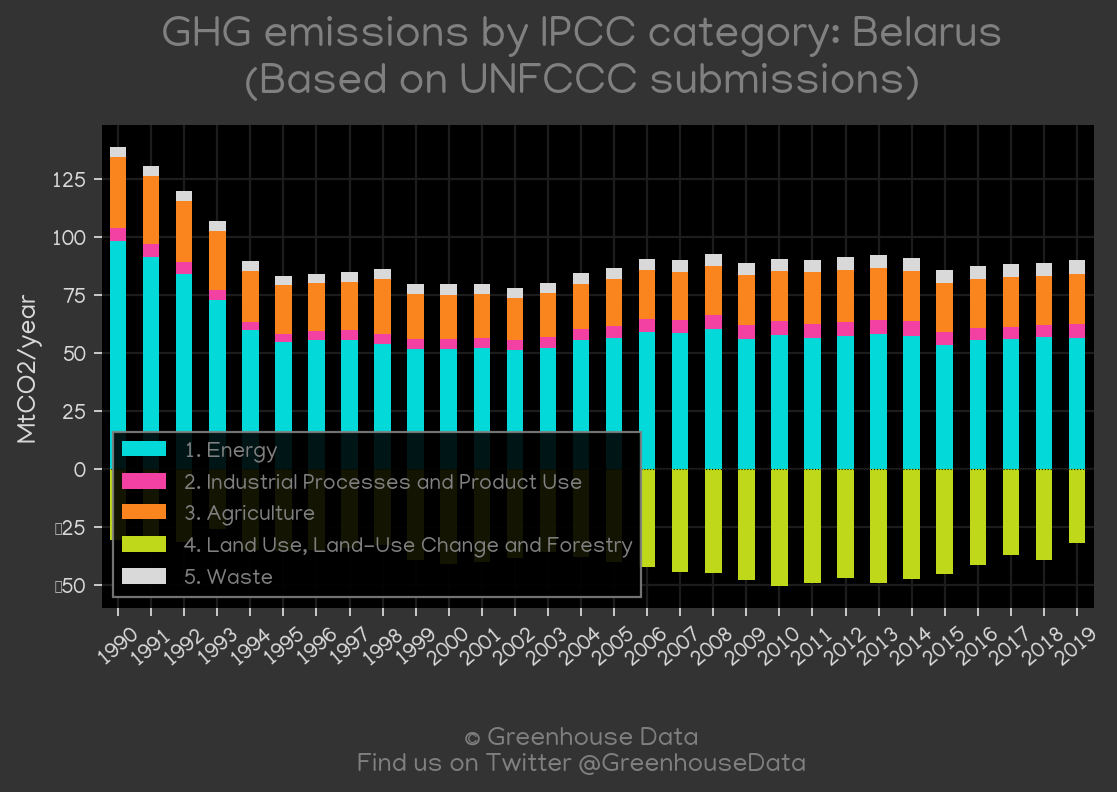 GHG emissions by IPCC category: Belarus
(Based on UNFCCC submissions)
MtCO2/year
125
100
75
50
25
0
▯25
▯50
1. Energy
2. Industrial Processes and Product Use
3. Agriculture
4. Land Use, Land-Use Change and Forestry
5. Waste
1990 1991 1992 1993 1994 1995 1996 1997 1998 1999 2000 2001 2002 2003 2004 2005 2006 2007 2008 2009 2010 2011 2012 2013 2014 2015 2016 2017 2018 2019
© Greenhouse Data
Find us on Twitter @GreenhouseData